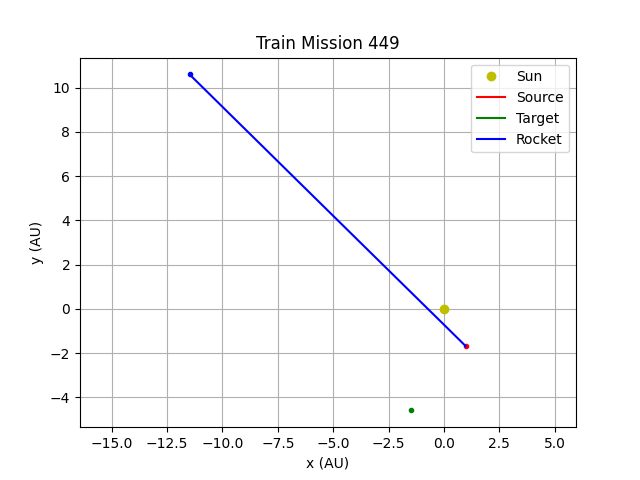 Train Mission 449
Sun
Source
Target
Rocket
10
8
6
4
2
0
−2
−4
y (AU)
−15.0 −12.5 −10.0 −7.5 −5.0 −2.5 0.0 2.5 5.0
x (AU)